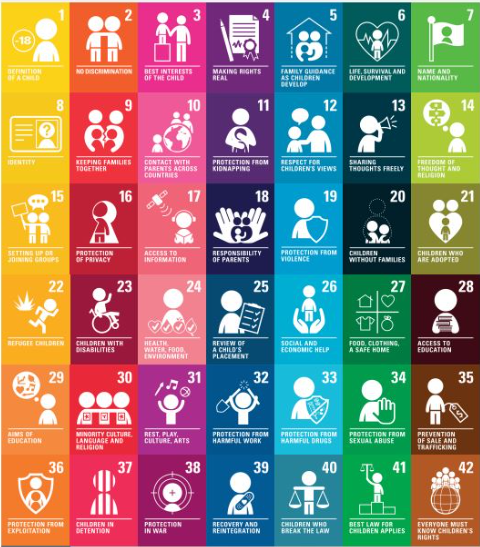 1
-18
DEFINITION
OF A CHILD
2
NO DISCRIMINATION
3
BEST INTERESTS
OF THE CHILD
4
MAKING RIGHTS
REAL
5
FAMILY GUIDANCE
AS CHILDREN
DEVELOP
6
LIFE, SURVIVAL AND
DEVELOPMENT
7
NAME AND
NATIONALITY
8
?
IDENTITY
9
KEEPING FAMILIES
TOGETHER
10
CONTACT WITH
PARENTS ACROSS
COUNTRIES
11
PROTECTION FROM
KIDNAPPING
12
RESPECT FOR
CHILDREN'S VIEWS
13
SHARING
THOUGHTS FREELY
14
FREEDOM OF
THOUGHT AND
RELIGION
15
SETTING UP OR
JOINING GROUPS
16
PROTECTION
OF PRIVACY
17
ACCESS TO
INFORMATION
18
RESPONSIBILITY
OF PARENTS
19
PROTECTION FROM
VIOLENCE
20
CHILDREN
WITHOUT FAMILIES
21
CHILDREN WHO
ARE ADOPTED
22
REFUGEE CHILDREN
23
CHILDREN WITH
DISABILITIES
24
HEALTH,
WATER, FOOD,
ENVIRONMENT
25
REVIEW OF
A CHILD'S
PLACEMENT
26
SOCIAL AND
ECONOMIC HELP
27
FOOD, CLOTHING,
A SAFE HOME
28
ACCESS TO
EDUCATION
29
AIMS OF
EDUCATION
30
MINORITY CULTURE,
LANGUAGE AND
RELIGION
31
REST, PLAY,
CULTURE, ARTS
32
PROTECTION FROM
HARMFUL WORK
33
PROTECTION FROM
HARMFUL DRUGS
34
PROTECTION FROM
SEXUAL ABUSE
35
PREVENTION
OF SALE AND
TRAFFICKING
36
PROTECTION FROM
EXPLOITATION
37
CHILDREN IN
DETENTION
38
PROTECTION
IN WAR
39
RECOVERY AND
REINTEGRATION
40
CHILDREN WHO
BREAK THE LAW
41
BEST LAW FOR
CHILDREN APPLIES
42
EVERYONE MUST
KNOW CHILDREN'S
RIGHTS